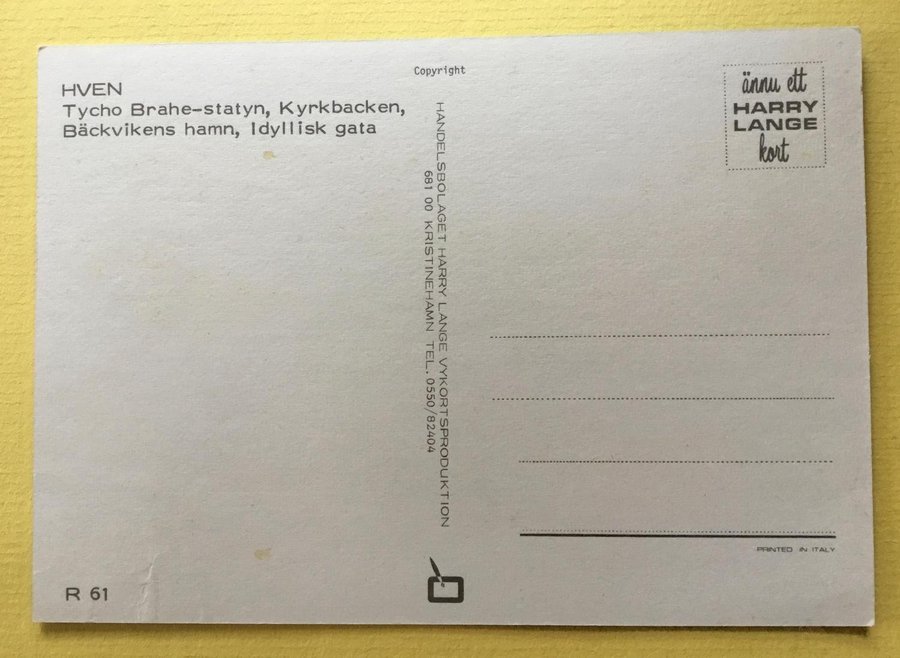 HVEN
Tycho Brahe-statyn, Kyrkbacken,
Bäckvikens hamn, Idyllisk gata
Copyright
HANDELSBOLAGET HARRY LANGE VYKORTSPRODUKTION
681 00 KRISTINEHAMN TEL. 0550/82404
ännu ett
HARRY
LANGE
kort
PRINTED IN ITALY
R 61